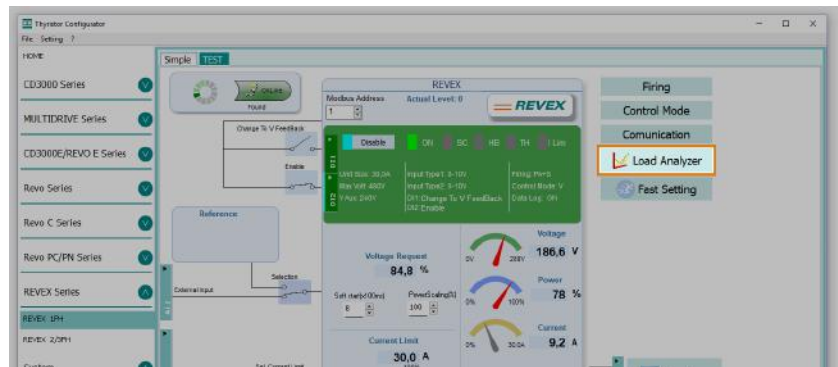 Thyristor Configurator
File Setting ?
HOME
CD3000 Series
MULTIDRIVE Series
CD3000E/REVO E Series
Revo Series
Revo C Series
Revo PC/PN Series
REVEX Series
REVEX 1PH
REVEX 2/3PH
Simple TEST
ONLINE
Found
Change To V FeedBack
Enable
Reference
Selection
External Input
REVEX
Modbus Address
Actual Level: 0
1
REVEX
Disable
ON SC HB TH I Lim
DI1
DI2
Unit Size: 30,0A
Input Type1: 0-10V
Firing: PA+S
Max Volt 480V
Input Type2: 0-10V
Control Mode: V
V Aux: 240V
DI1:Change To V FeedBack
Data Log: ON
DI2:Enable
Voltage Request
84,8 %
Soft start(x100ms)
PowerScaling(%)
8
100
Current Limit
30,0 A
Voltage
0V
288V
186,6 V
Power
0%
100%
78 %
Current
0%
30.0A
9,2 A
Firing
Control Mode
Comunication
Load Analyzer
Fast Setting